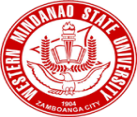 WESTERN MINDANAO STATE UNIVERSITY
1904
ZAMBOANGA CITY